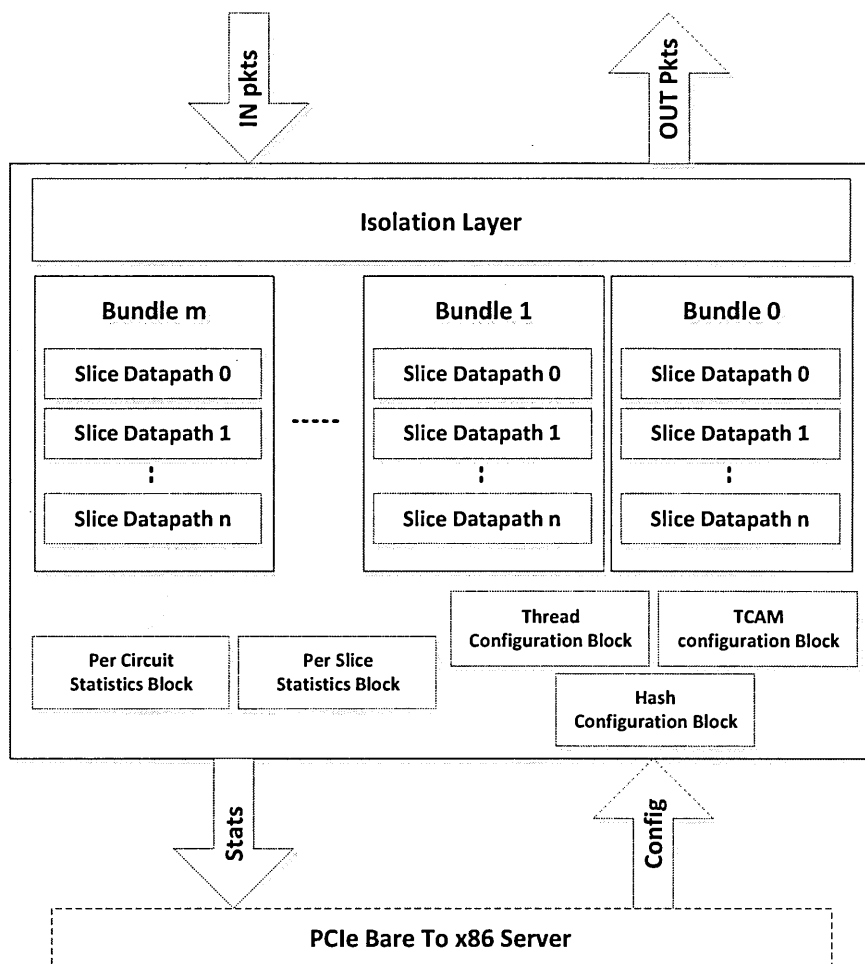 IN pkts
OUT Pkts
Isolation Layer
Bundle m
Slice Datapath 0
Slice Datapath 1
Slice Datapath n
Bundle 1
Slice Datapath 0
Slice Datapath 1
Slice Datapath n
Bundle 0
Slice Datapath 0
Slice Datapath 1
Slice Datapath n
Per Circuit
Statistics Block
Per Slice
Statistics Block
Thread
Configuration Block
TCAM
configuration Block
Hash
Configuration Block
Stats
Config
PCIe Bare To x86 Server